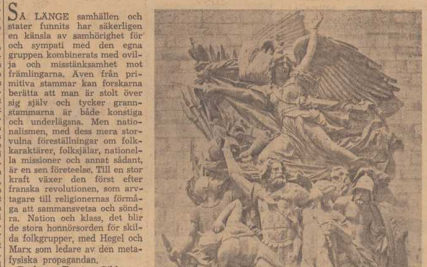 SÅ LÄNGE samhällen och
stater funnits har säkerligen
en känsla av samhörighet för
och sympati med den egna
gruppen kombinerats med ovil-
ja och misstänksamhet mot
främlingarna. Även från pri-
mitiva stammar kan forskarna
berätta att man är stolt över
sig själv och tycker grann-
stammarna är både konstiga
och underlägsna. Men natio-
nalismen, med dess mera stor-
vulna föreställningar om folk-
karaktärer, folksjälar, nationel-
la missioner och annat sådant,
är en sen företeelse. Till en stor
kraft växer den först efter
franska revolutionen, som arv-
tagare till religionernas förmå-
ga att sammansvetsa och sönd-
ra. Nation och klass, det blir
de stora honnörsorden för skil-
da folkgrupper, med Hegel och
Marx som ledare av den meta-
fysiska propagandan.